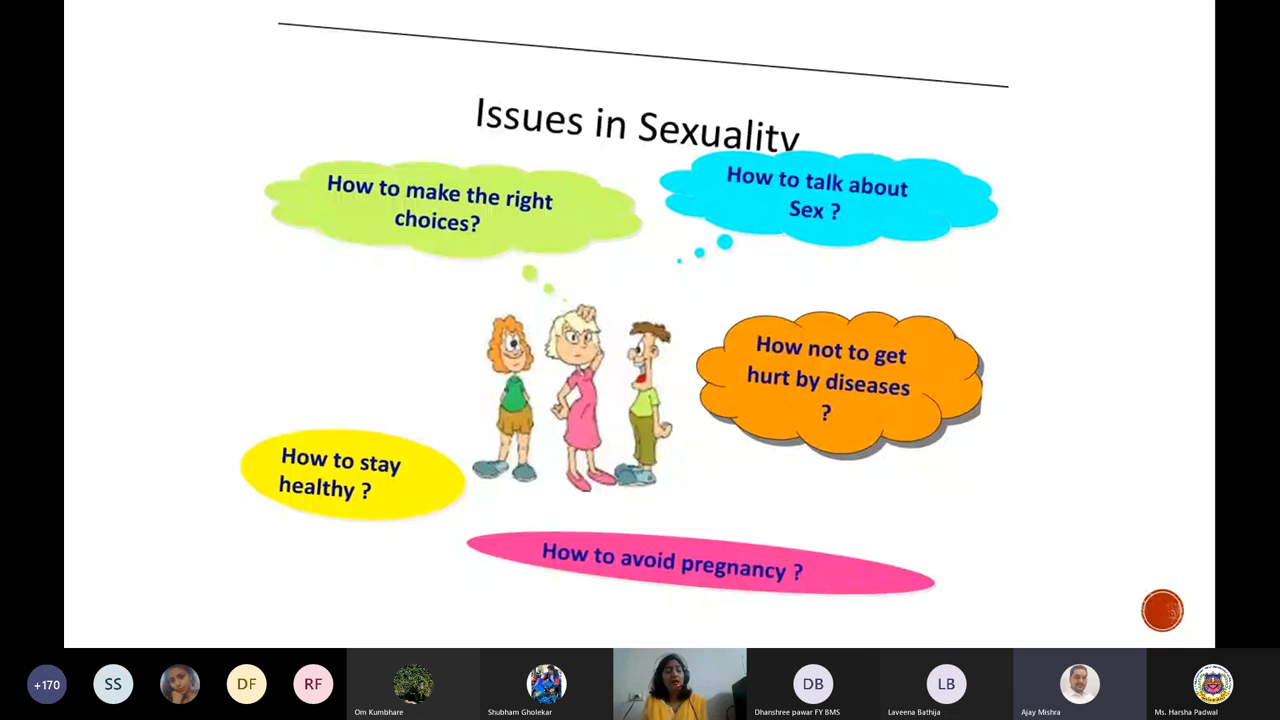 Issues in Sexuality
How to make the right
choices?
How to talk about
Sex ?
How not to get
hurt by diseases
?
How to stay
healthy ?
How to avoid pregnancy ?
+170
SS
DF
RF
Om Kumbhare
Shubham Gholekar
DB
Dhanshree pawar FY BMS
LB
Laveena Bathija
Ajay Mishra
Ms. Harsha Padwal